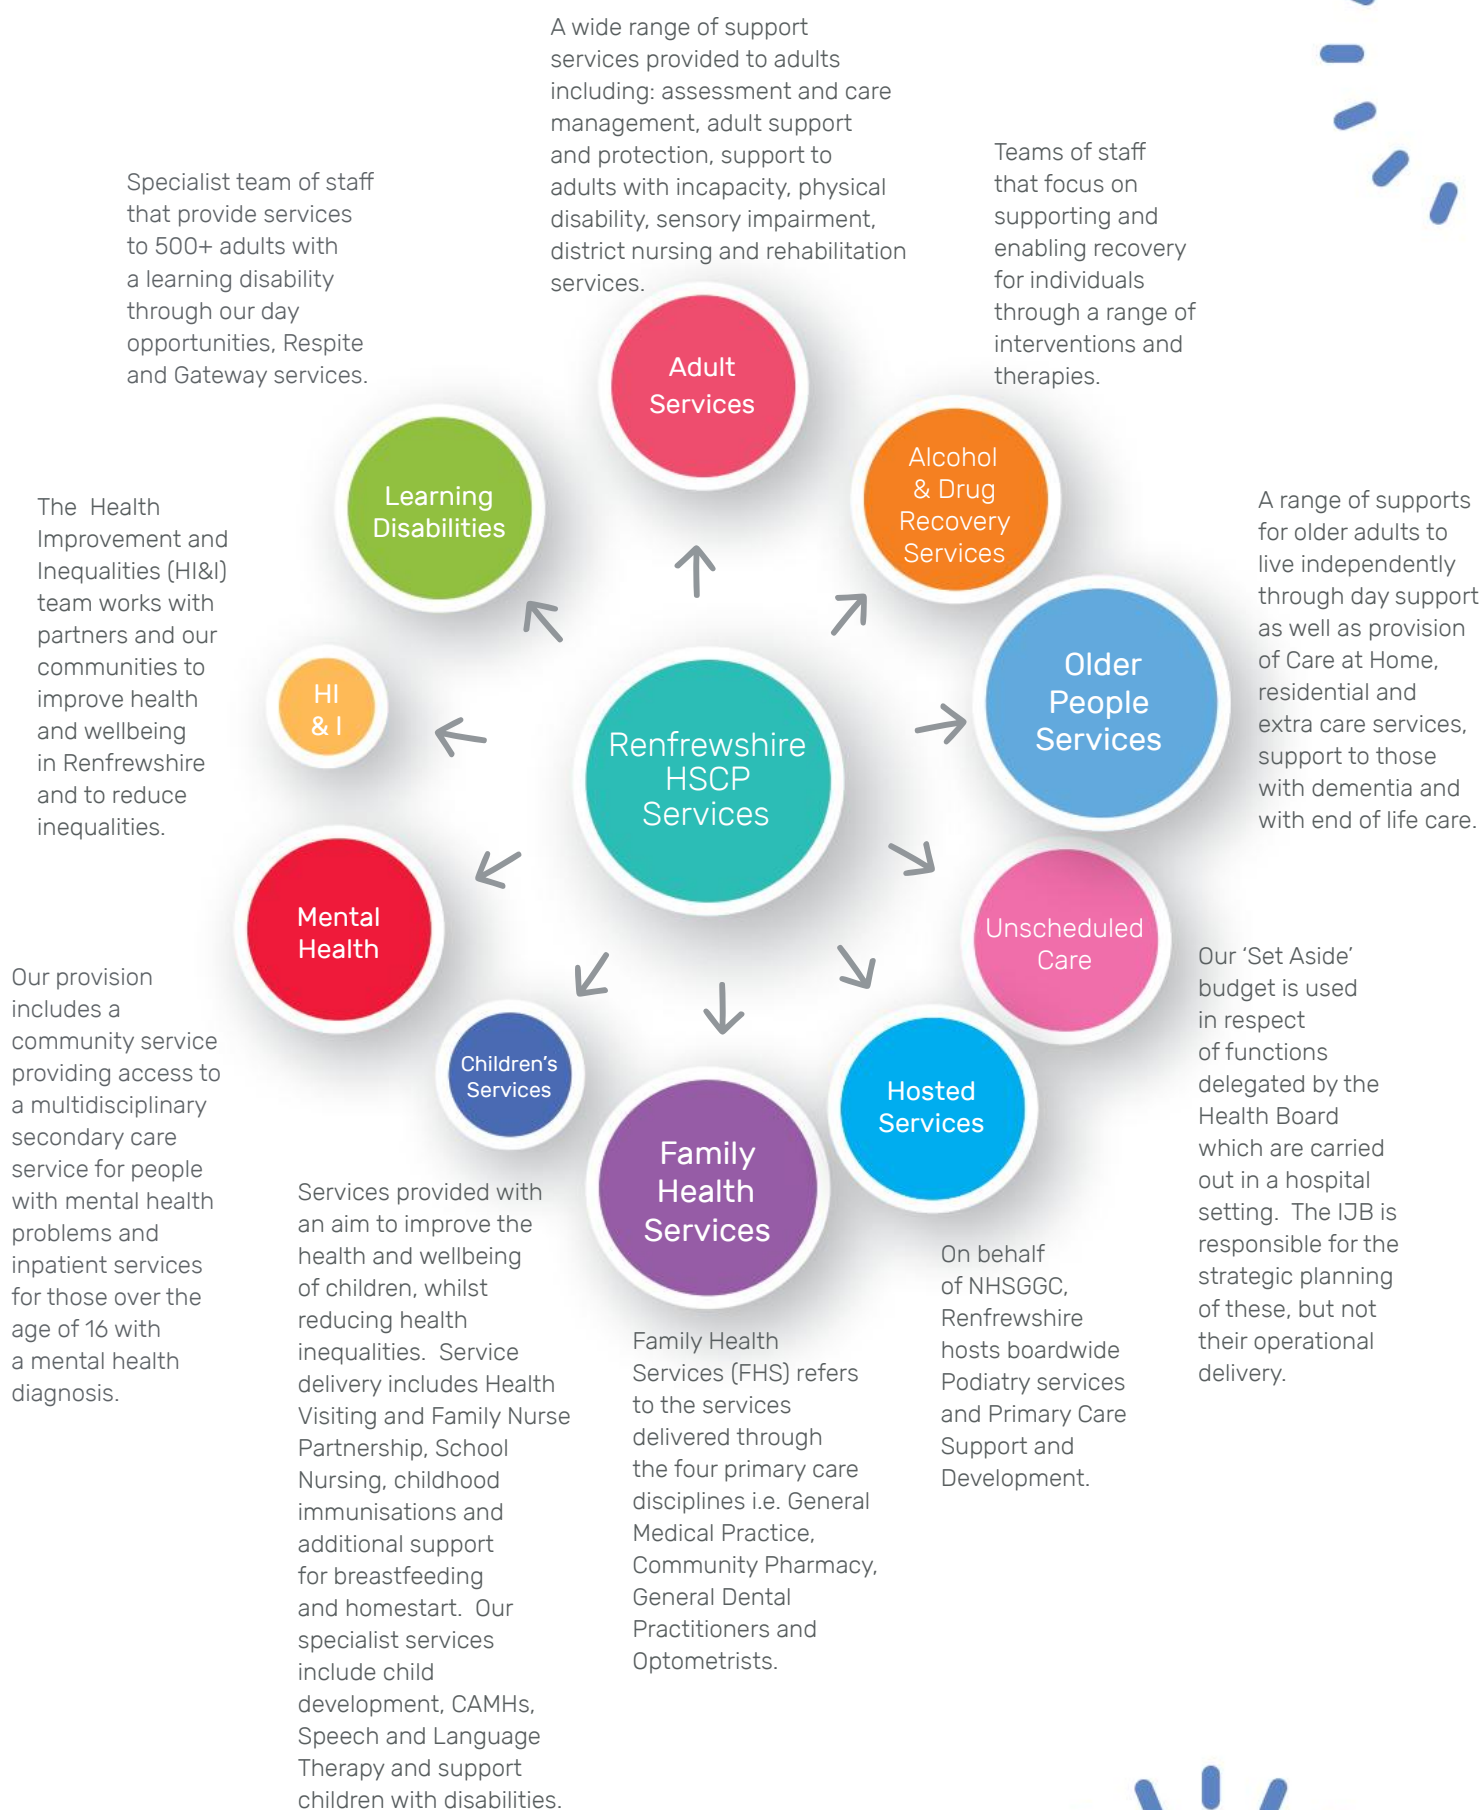 A wide range of support
services provided to adults
including: assessment and care
management, adult support
and protection, support to
adults with incapacity, physical
disability, sensory impairment,
district nursing and rehabilitation
services.
Teams of staff
that focus on
supporting and
enabling recovery
for individuals
through a range of
interventions and
therapies.
Specialist team of staff
that provide services
to 500+ adults with
a learning disability
through our day
opportunities, Respite
and Gateway services.
Adult
Services
Alcohol
& Drug
Recovery
Services
Learning
Disabilities
The  Health
Improvement and
Inequalities (HI&I)
team works with
partners and our
communities to
improve health
and wellbeing
in Renfrewshire
and to reduce
inequalities.
A range of supports
for older adults to
live independently
through day support
as well as provision
of Care at Home,
residential and
extra care services,
support to those
with dementia and
with end of life care.
HI
& I
Older
People
Services
Renfrewshire
HSCP
Services
Mental
Health
Unscheduled
Care
Our provision
includes a
community service
providing access to
a multidisciplinary
secondary care
service for people
with mental health
problems and
inpatient services
for those over the
age of 16 with
a mental health
diagnosis.
Our ‘Set Aside’
budget is used
in respect
of functions
delegated by the
Health Board
which are carried
out in a hospital
setting.  The IJB is
responsible for the
strategic planning
of these, but not
their operational
delivery.
Children’s
Services
Hosted
Services
Family
Health
Services
Services provided with
an aim to improve the
health and wellbeing
of children, whilst
reducing health
inequalities.  Service
delivery includes Health
Visiting and Family Nurse
Partnership, School
Nursing, childhood
immunisations and
additional support
for breastfeeding
and homestart.  Our
specialist services
include child
development, CAMHs,
Speech and Language
Therapy and support
children with disabilities.
Family Health
Services (FHS) refers
to the services
delivered through
the four primary care
disciplines i.e. General
Medical Practice,
Community Pharmacy,
General Dental
Practitioners and
Optometrists.
On behalf
of NHSGGC,
Renfrewshire
hosts boardwide
Podiatry services
and Primary Care
Support and
Development.